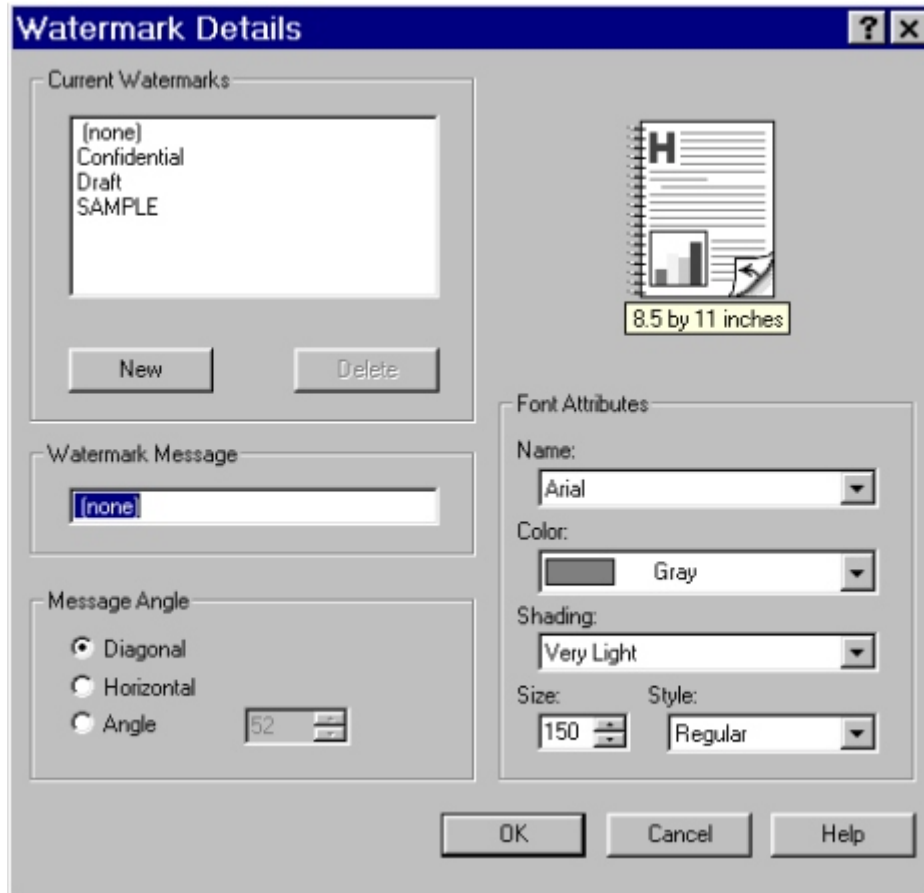 Watermark Details
?
Current Watermarks
(none)
Confidential
Draft
SAMPLE
New
Delete
H
8.5 by 11 inches
Watermark Message
(none)
Message Angle
Diagonal
Horizontal
Angle
52
Font Attributes
Name:
Arial
Color:
Gray
Shading:
Very Light
Size:
Style:
150
Regular
OK
Cancel
Help